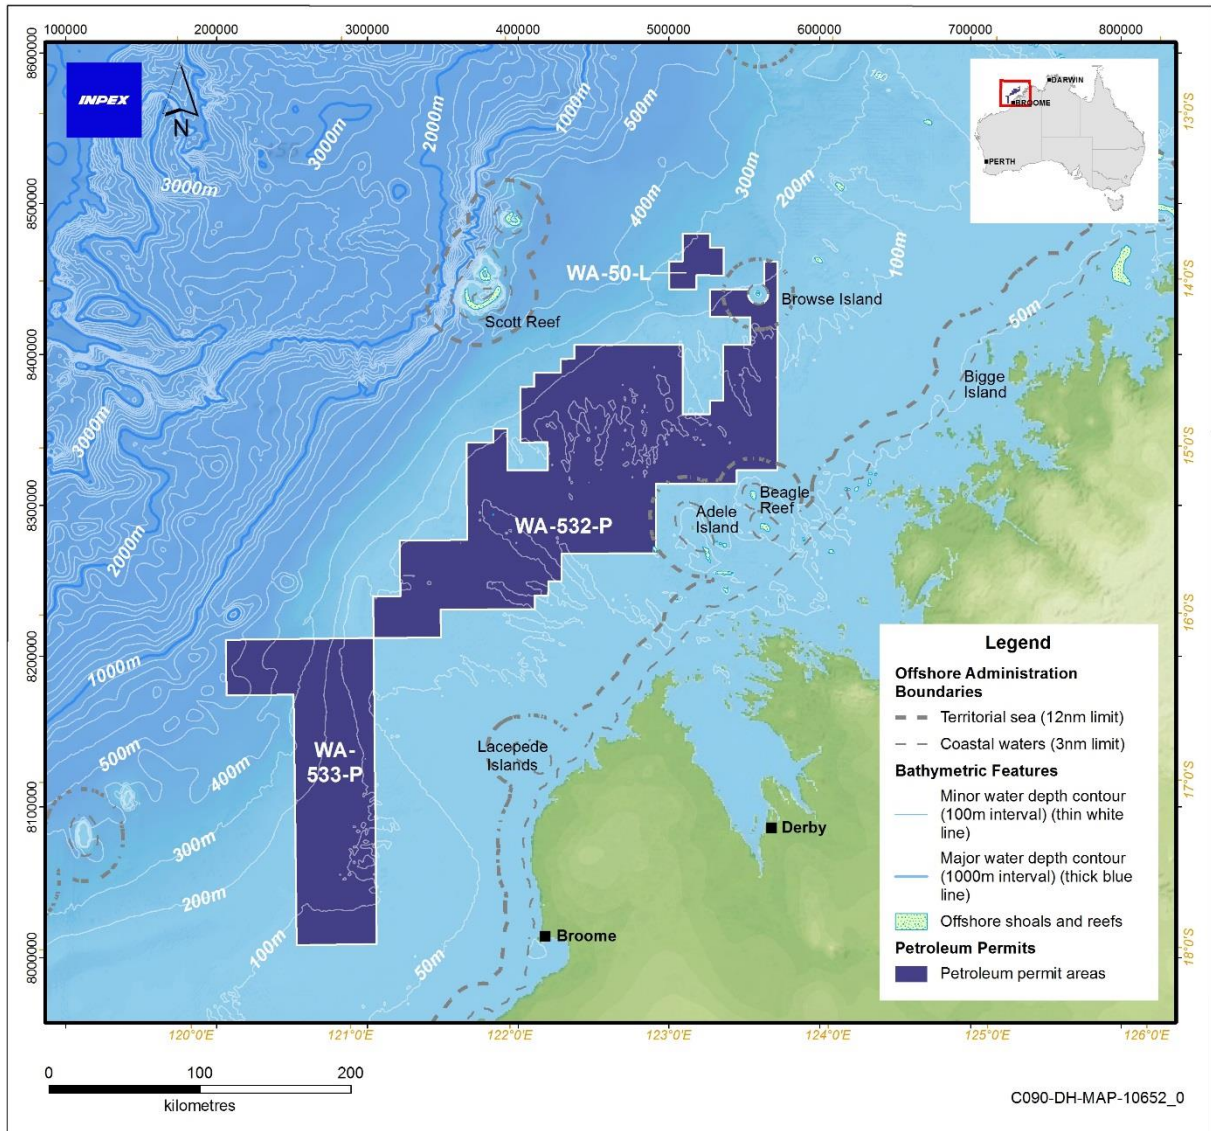 100000 200000 300000 400000 500000 600000 700000 800000
8600000
8500000
8400000
8300000
8200000
8100000
8000000
INPEX
N
3000m
3000m
2000m
1000m
500m
400m
300m
200m
100m
50m
DARWIN
BROOME
PERTH
13°S
14°S
15°S
16°S
17°S
18°S
WA-50-L
Browse Island
Scott Reef
Bigge
Island
3000m
2000m
1000m
Beagle
Reef
Adele
Island
WA-532-P
WA-
533-P
500m
400m
300m
200m
100m
50m
Lacepede
Islands
Derby
Broome
Legend
Offshore Administration
Boundaries
Territorial sea (12nm limit)
Coastal waters (3nm limit)
Bathymetric Features
Minor water depth contour
(100m interval) (thin white
line)
Major water depth contour
(1000m interval) (thick blue
line)
Offshore shoals and reefs
Petroleum Permits
Petroleum permit areas
120°0'E 121°0'E 122°0'E 123°0'E 124°0'E 125°0'E 126°0'E
0 100 200
kilometres
C090-DH-MAP-10652_0